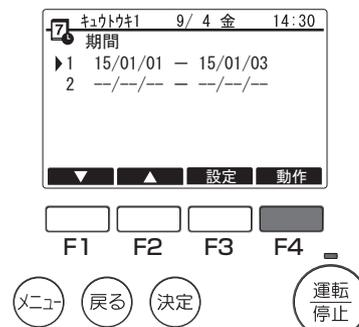 7 ｷｭｳﾄｳｷ1 9/ 4 金 14:30
期間
▶1 15/01/01 — 15/01/03
2 --/--/-- — --/--/--
▼ ▲ 設定 動作
F1 F2 F3 F4
メニュー 戻る 決定 運転
停止